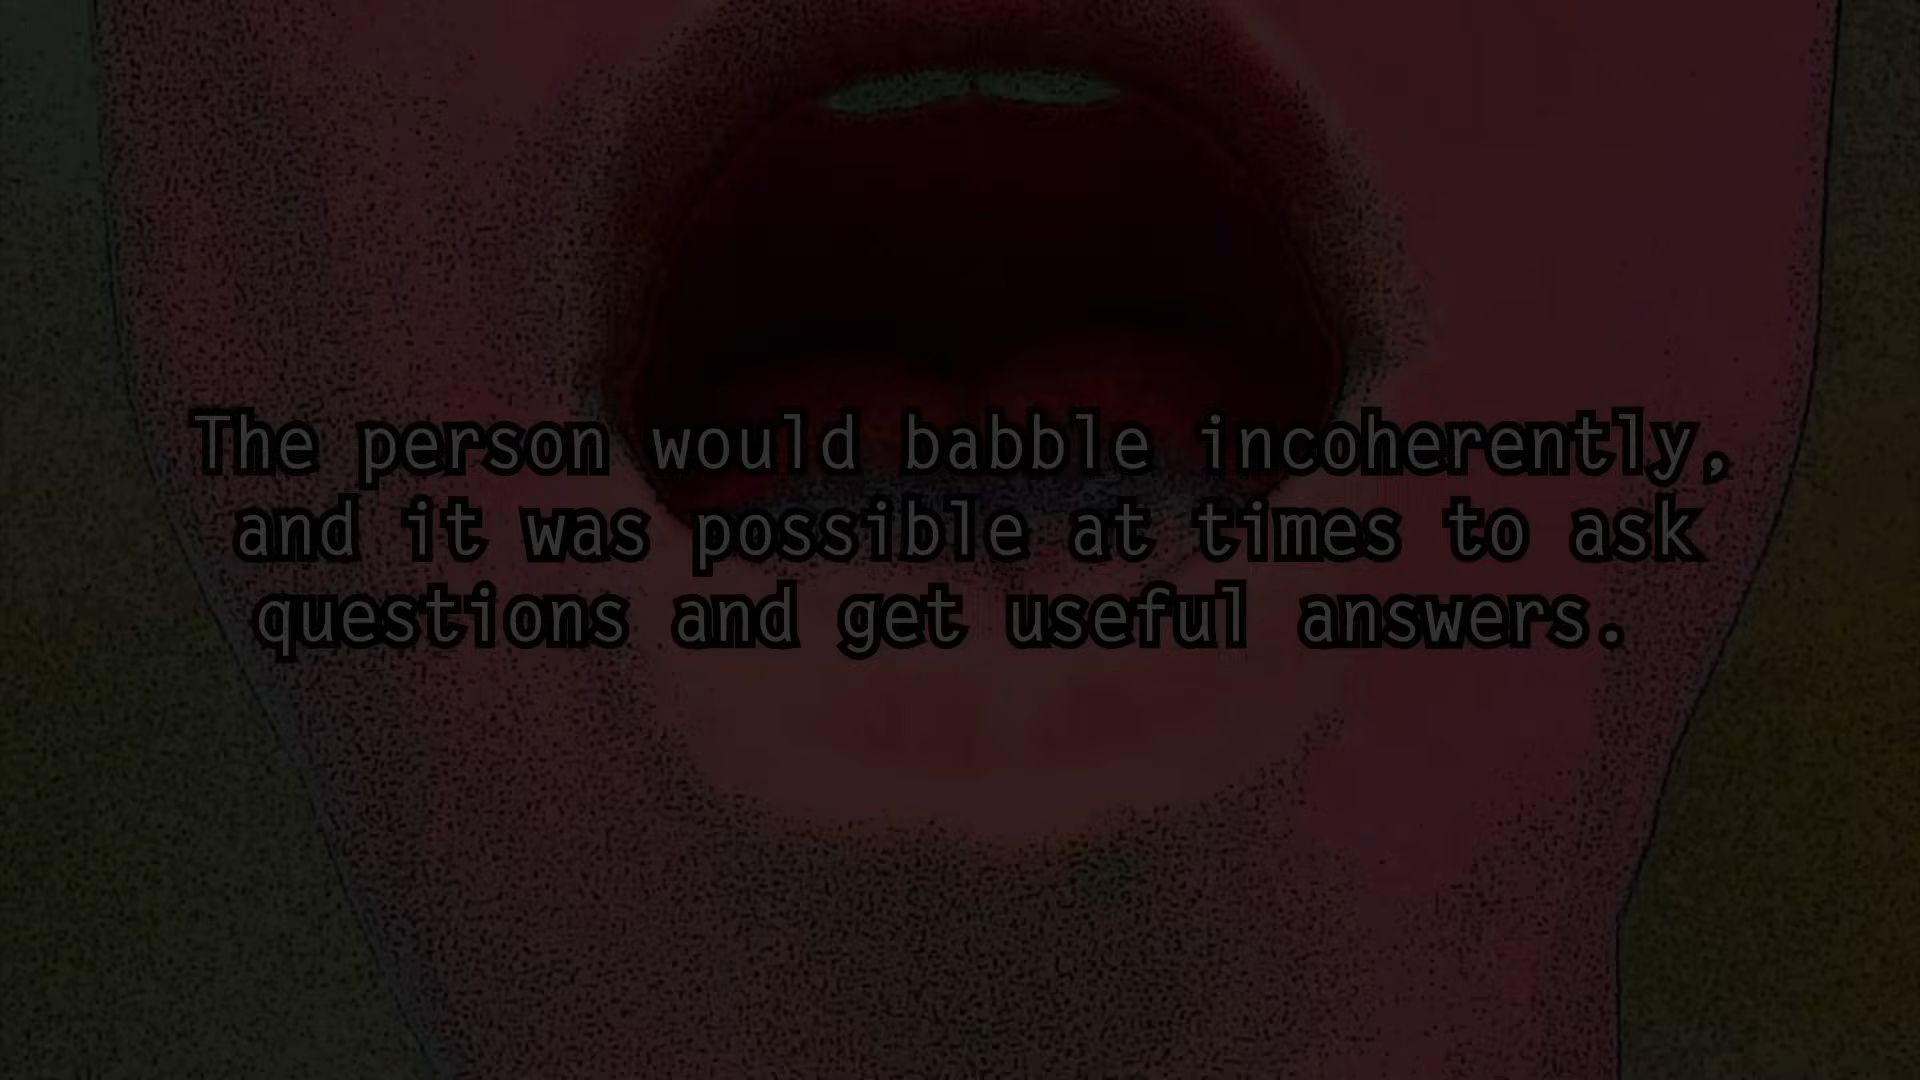 The person would babble incoherently,
and it was possible at times to ask
questions and get useful answers.